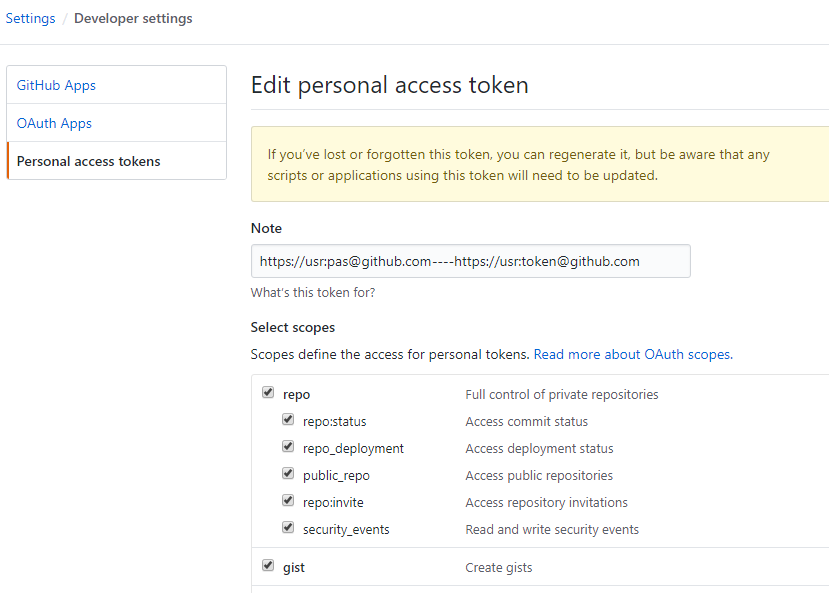 Settings / Developer settings
GitHub Apps
OAuth Apps
Personal access tokens
Edit personal access token
If you've lost or forgotten this token, you can regenerate it, but be aware that any
scripts or applications using this token will need to be updated.
Note
https://usr:pas@github.com----https://usr:token@github.com
What's this token for?
Select scopes
Scopes define the access for personal tokens. Read more about OAuth scopes.
repo Full control of private repositories
repo:status Access commit status
repo_deployment Access deployment status
public_repo Access public repositories
repo:invite Access repository invitations
security_events Read and write security events
gist Create gists